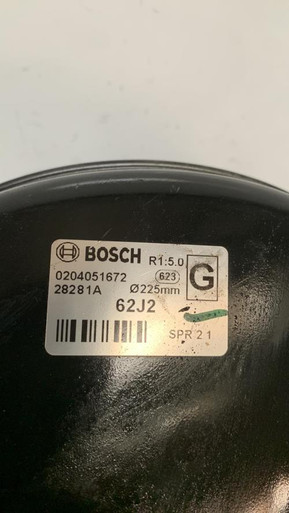 BOSCH R1:5.0
0204051672 623 G
28281A Ø225mm
62J2
SPR 2 1